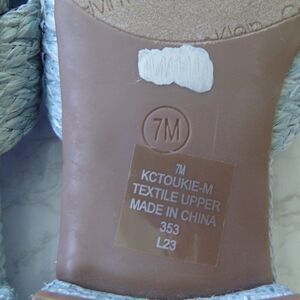 7M
7M
KCTOUKIE-M
TEXTILE UPPER
MADE IN CHINA
353
L23